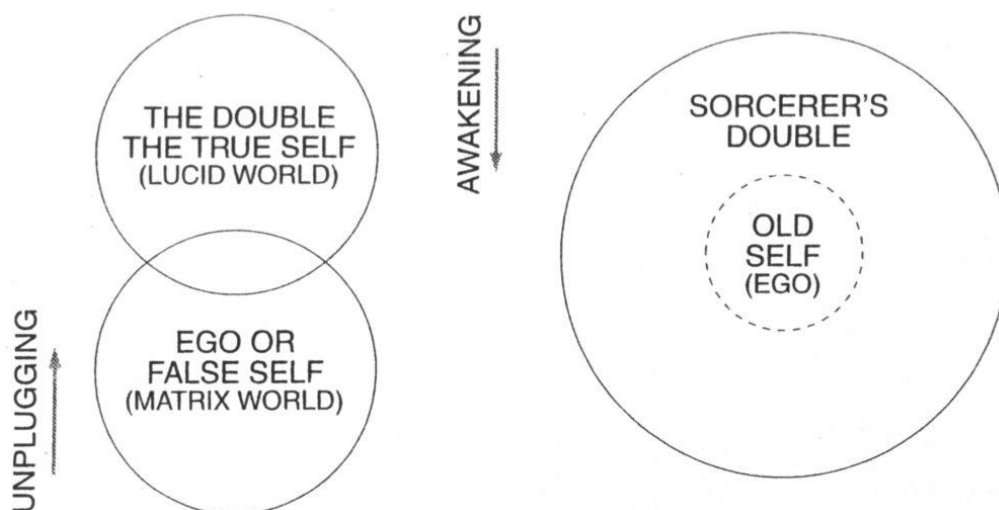 THE DOUBLE
THE TRUE SELF
(LUCID WORLD)
EGO OR
FALSE SELF
(MATRIX WORLD)
UNPLUGGING
AWAKENING
SORCERER'S
DOUBLE
OLD
SELF
(EGO)